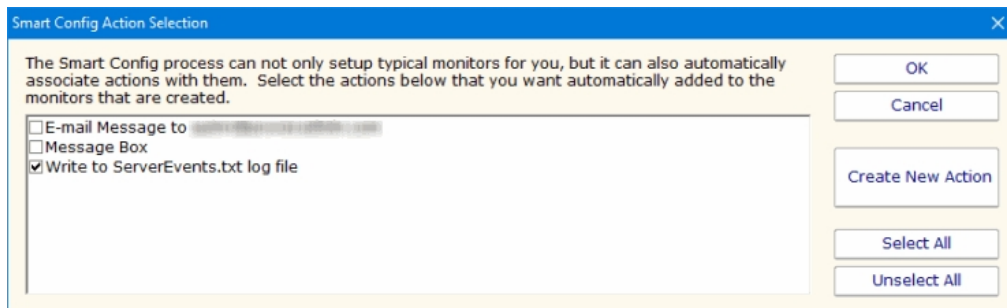 Smart Config Action Selection
The Smart Config process can not only setup typical monitors for you, but it can also automatically
associate actions with them. Select the actions below that you want automatically added to the
monitors that are created.
E-mail Message to
Message Box
Write to ServerEvents.txt log file
OK
Cancel
Create New Action
Select All
Unselect All